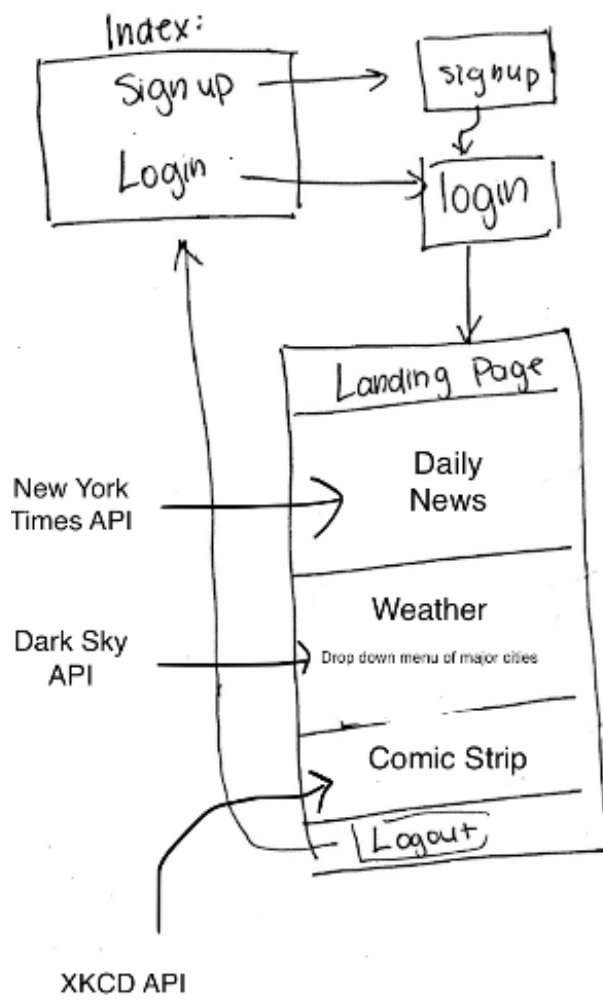 Index:
Sign up
signup
Login
login
Landing Page
Daily
News
New York
Times API
Weather
Drop down menu of major cities
Dark Sky
API
Comic Strip
Logout
XKCD API